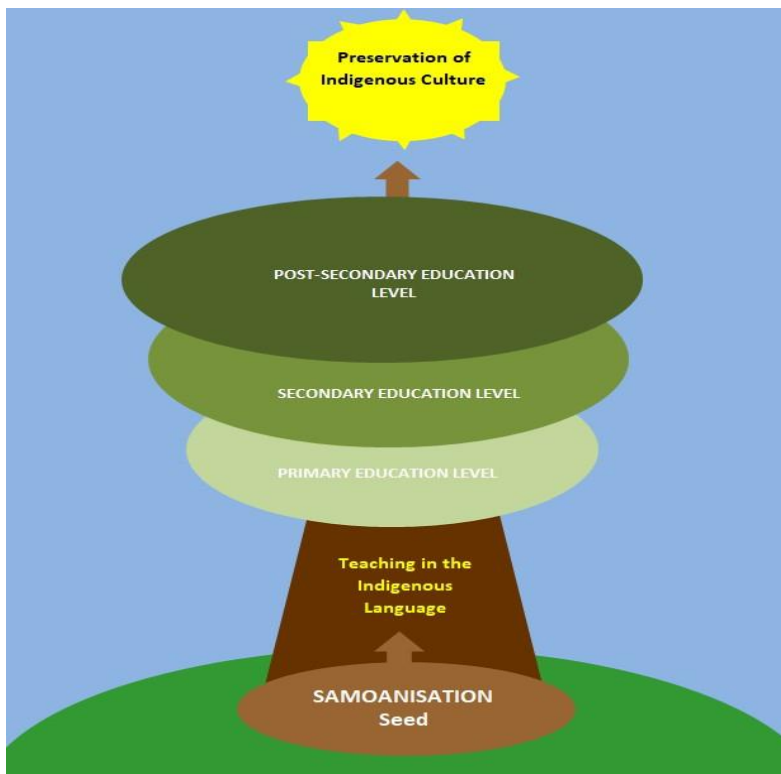 Preservation of
Indigenous Culture
POST-SECONDARY EDUCATION
LEVEL
SECONDARY EDUCATION LEVEL
PRIMARY EDUCATION LEVEL
Teaching in the
Indigenous
Language
SAMOANISATION
Seed